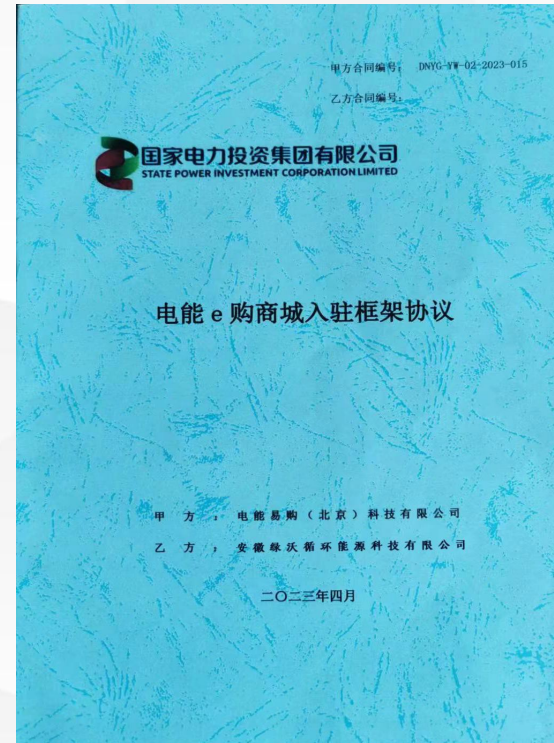 甲方合同编号： DNYG-YW-02-2023-015
乙方合同编号：
国家电力投资集团有限公司
STATE POWER INVESTMENT CORPORATION LIMITED
电能 e 购商城入驻框架协议
甲 方 ： 电能易购（北京）科技有限公司
乙 方 ： 安徽绿沃循环能源科技有限公司
二〇二三年四月